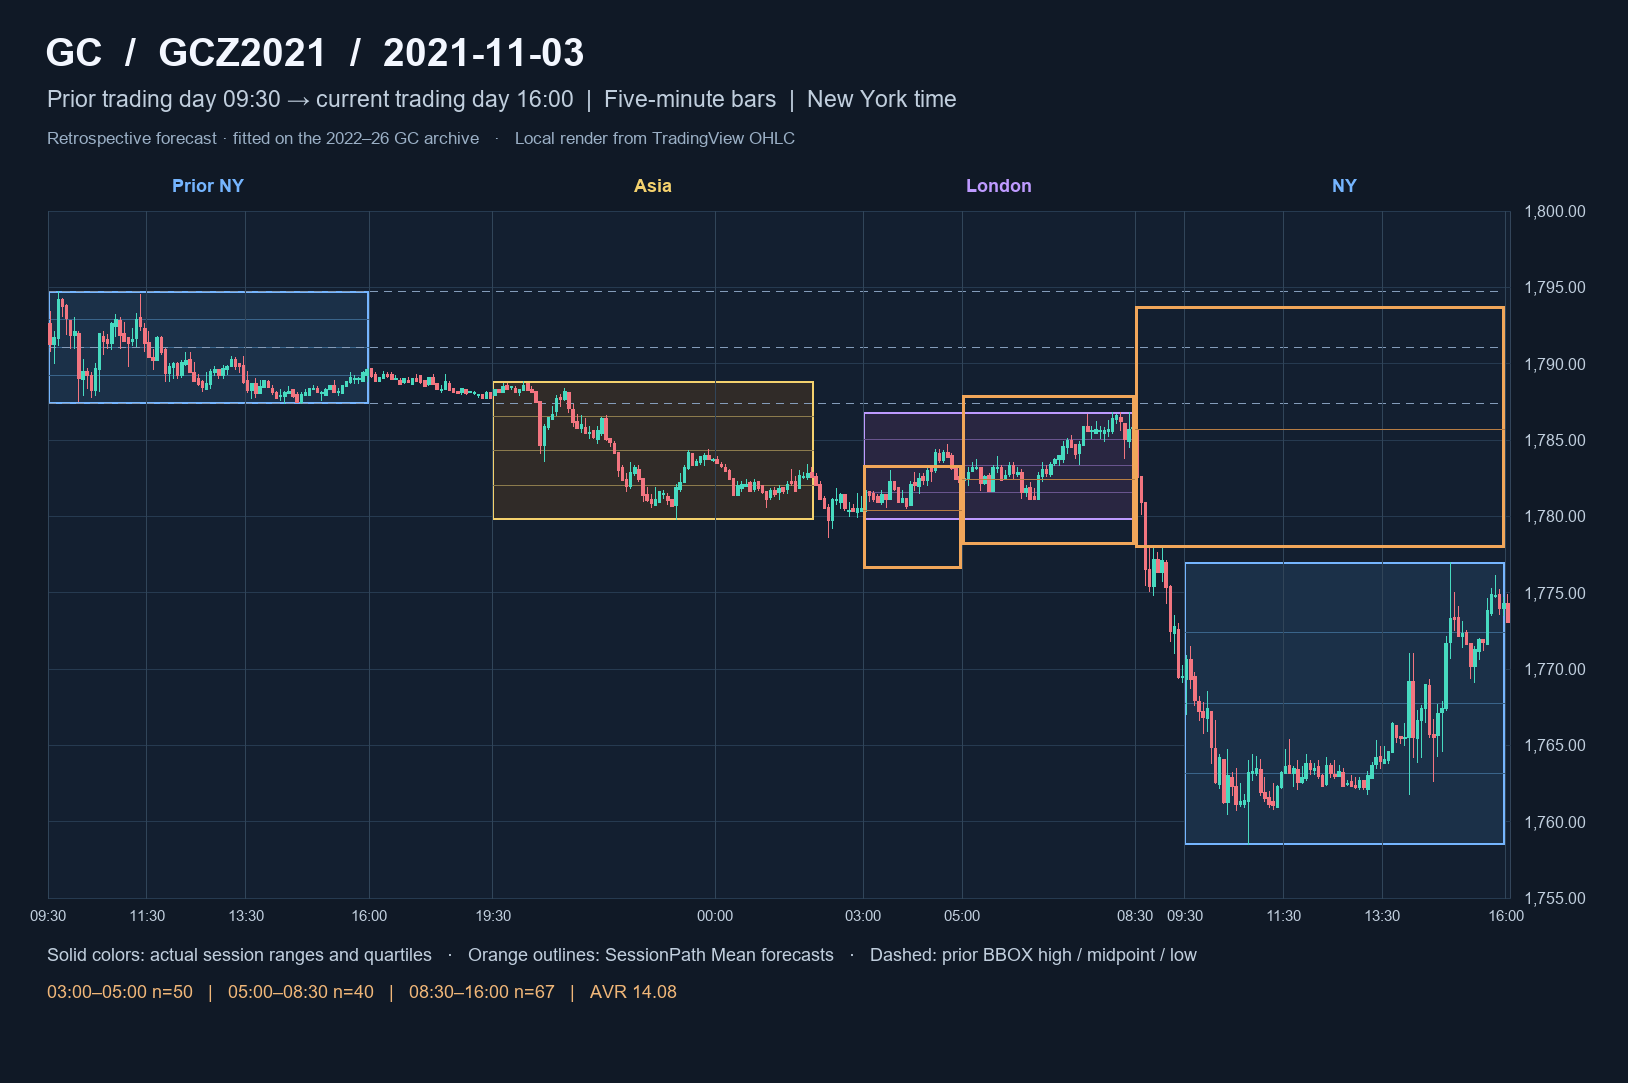 GC / GCZ2021 / 2021-11-03
Prior trading day 09:30 → current trading day 16:00 | Five-minute bars | New York time
Retrospective forecast · fitted on the 2022–26 GC archive · Local render from TradingView OHLC
Prior NY Asia London NY
1,800.00
1,795.00
1,790.00
1,785.00
1,780.00
1,775.00
1,770.00
1,765.00
1,760.00
1,755.00
09:30 11:30 13:30 16:00 19:30 00:00 03:00 05:00 08:30 09:30 11:30 13:30 16:00
Solid colors: actual session ranges and quartiles · Orange outlines: SessionPath Mean forecasts · Dashed: prior BBOX high / midpoint / low
03:00–05:00 n=50 | 05:00–08:30 n=40 | 08:30–16:00 n=67 | AVR 14.08